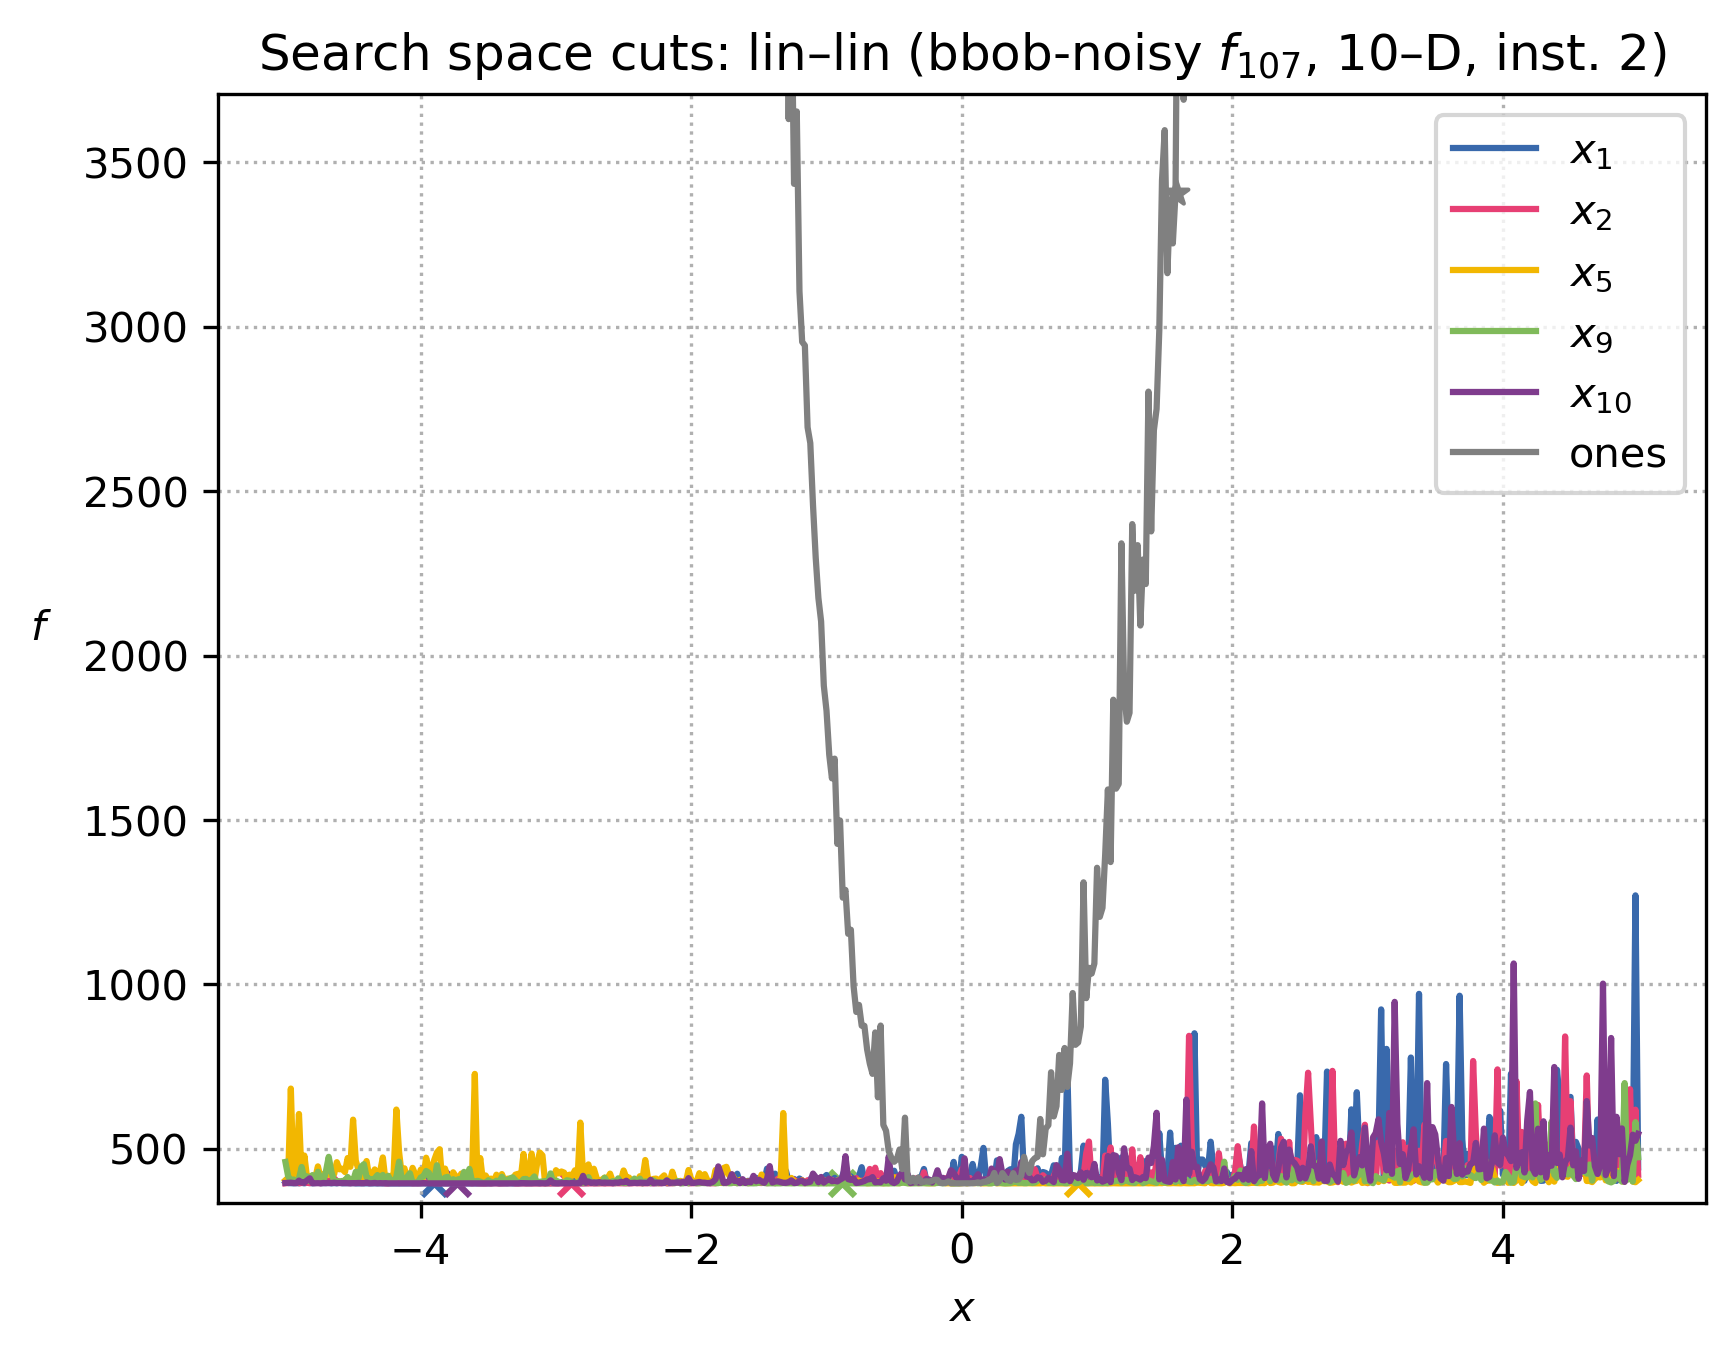 Search space cuts: lin–lin (bbob-noisy f₁₀₇, 10–D, inst. 2)
3500
3000
2500
2000
1500
1000
500
f
−4
−2
0
2
4
x
x₁
x₂
x₅
x₉
x₁₀
ones